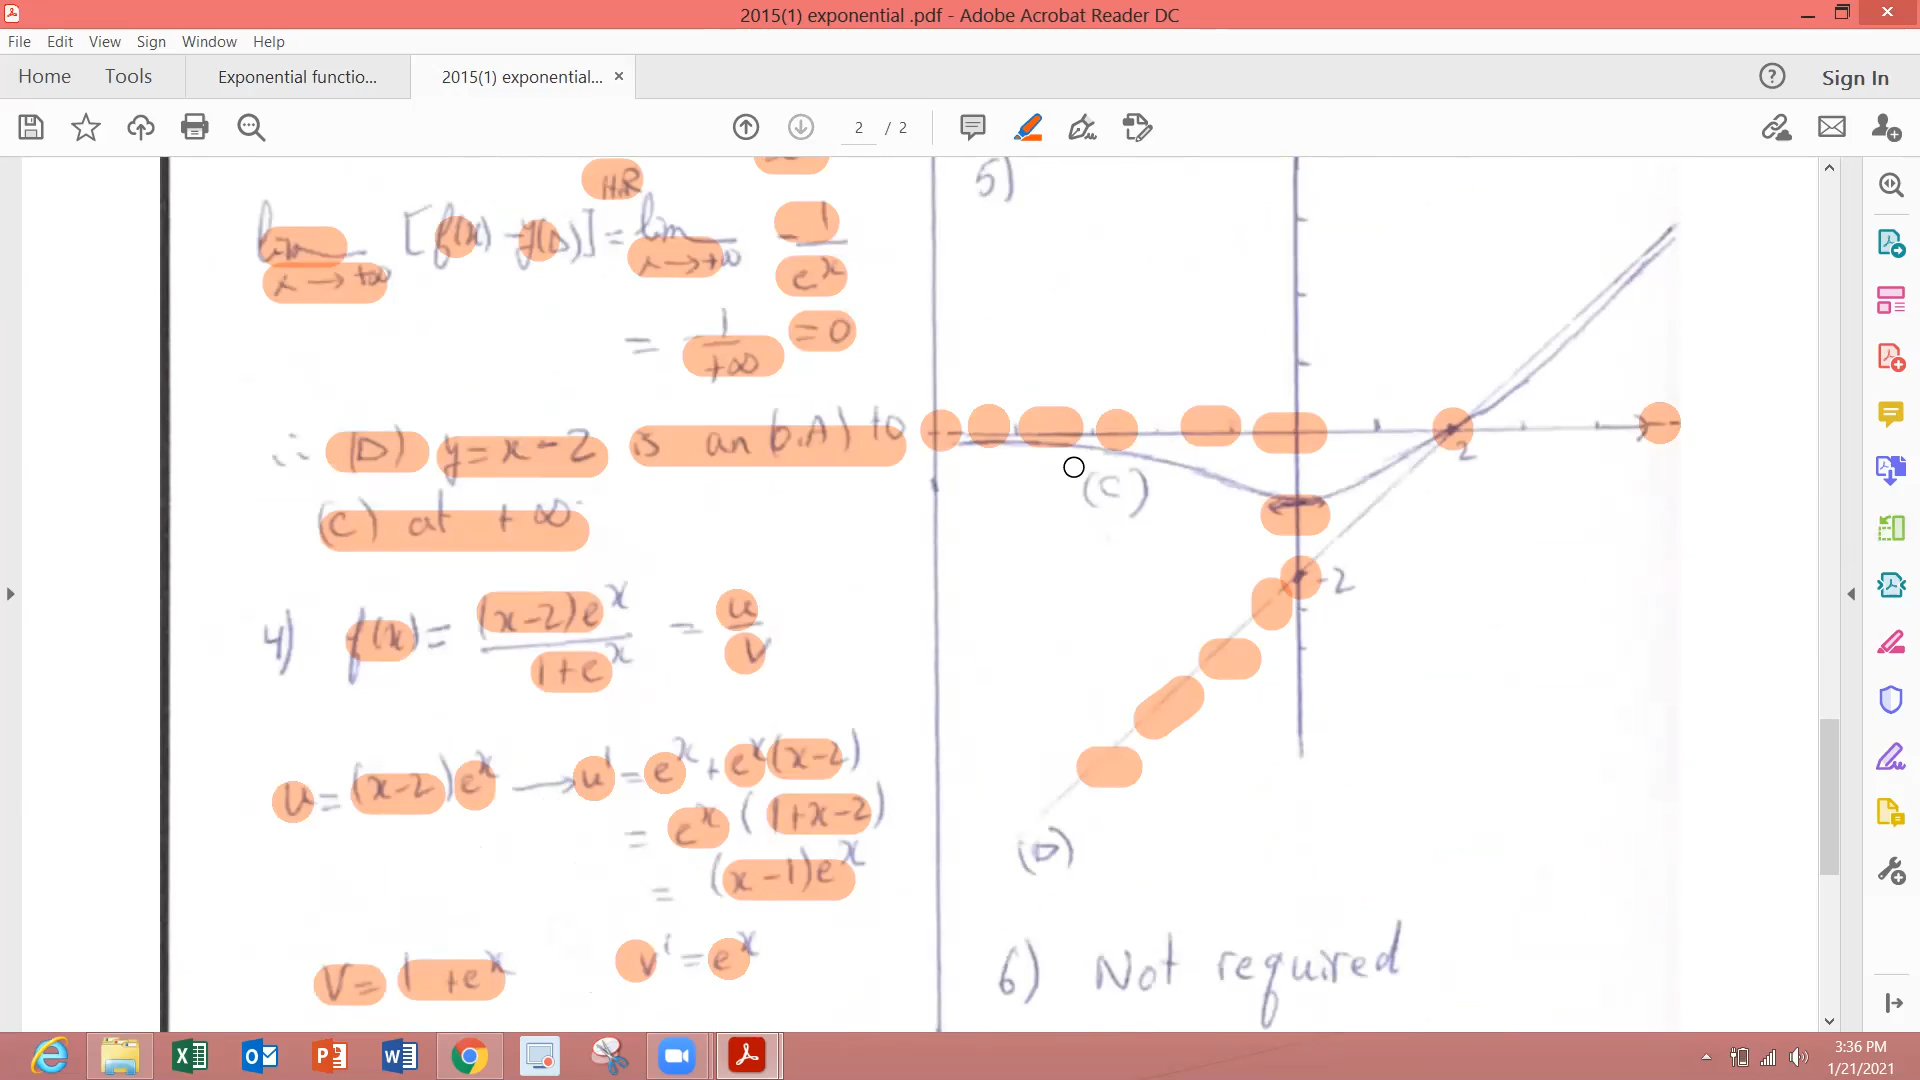 2015(1) exponential .pdf - Adobe Acrobat Reader DC
File Edit View Sign Window Help
Home Tools Exponential functio... 2015(1) exponential... × Sign In
2 / 2
H.R
lim x→+∞ [f(x) - y(D)] = lim x→+∞ -1/e^x
= -1/+∞ = 0
∴ (D) y = x - 2 is an (O.A) to
(C) at +∞
4) f(x) = (x-2)e^x / 1+e^x = u/v
u = (x-2)e^x → u' = e^x + e^x(x-2)
= e^x (1+x-2)
= (x-1)e^x
V = 1 + e^x v' = e^x
5)
2
(C)
-2
(D)
6) Not required
3:36 PM
1/21/2021